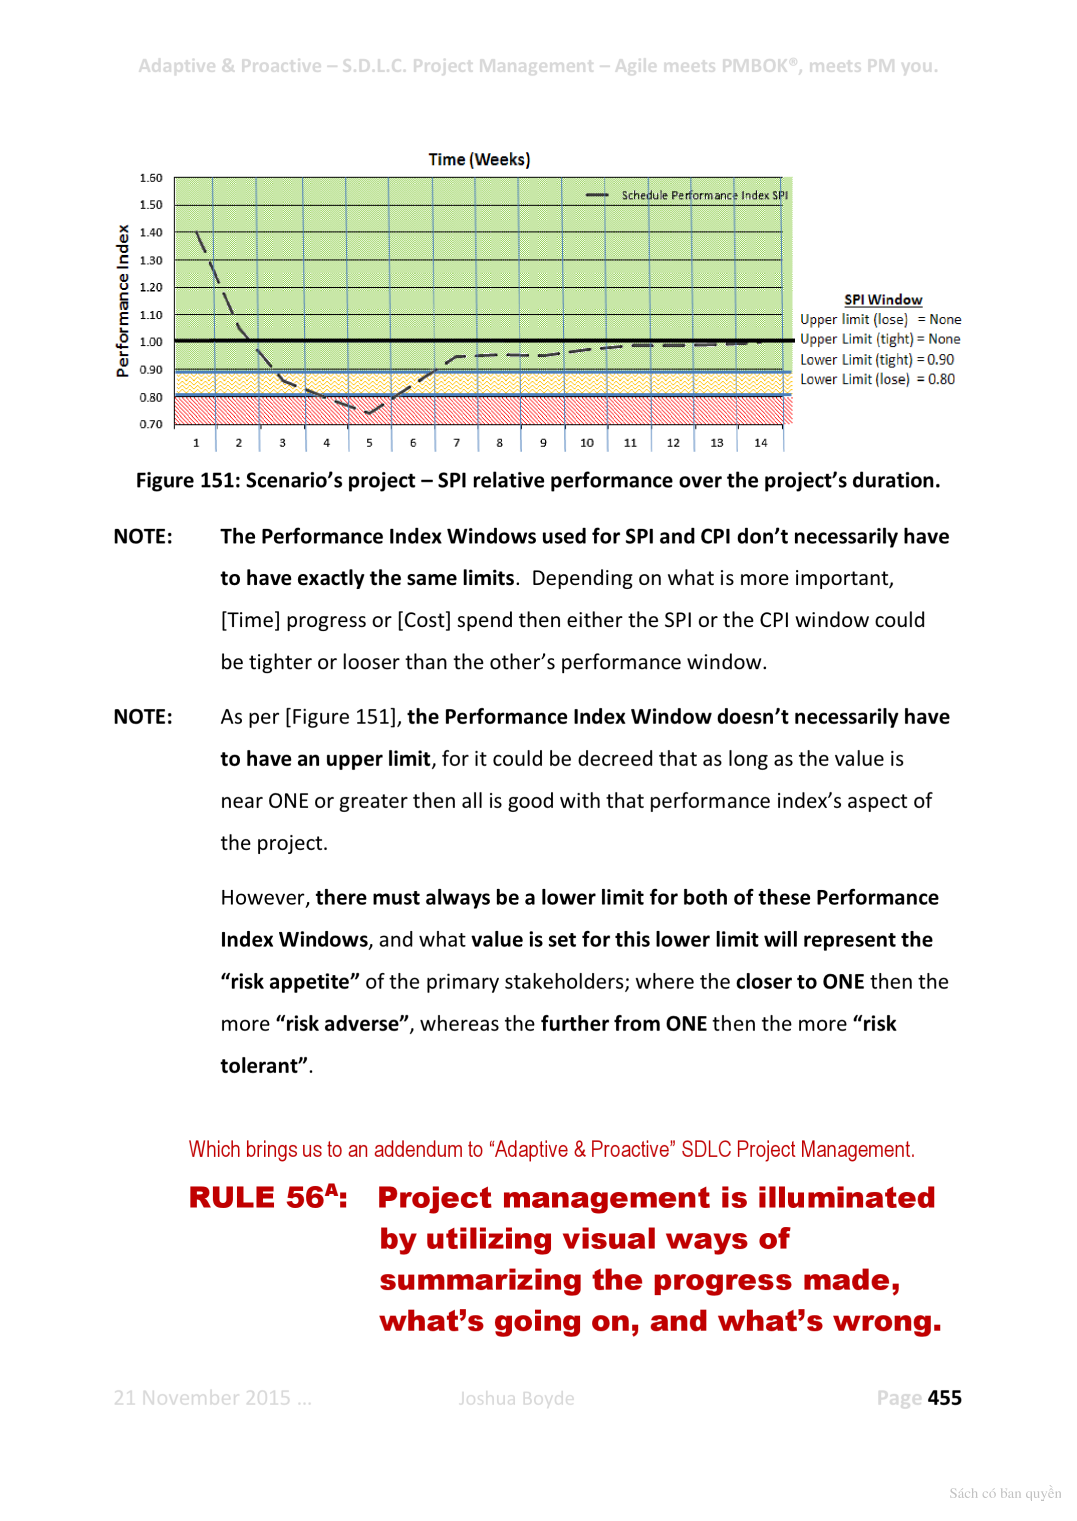 Adaptive & Proactive – S.D.L.C. Project Management – Agile meets PMBOK®, meets PM you.
Time (Weeks)
1.50
1.50
1.40
1.30
1.20
1.10
1.00
0.90
0.80
0.70
Performance Index
Schedule Performance Index SPI
1 2 3 4 5 6 7 8 9 10 11 12 13 14
SPI Window
Upper limit (lose) = None
Upper Limit (tight) = None
Lower Limit (tight) = 0.90
Lower Limit (lose) = 0.80
Figure 151: Scenario’s project – SPI relative performance over the project’s duration.
NOTE: The Performance Index Windows used for SPI and CPI don’t necessarily have
to have exactly the same limits. Depending on what is more important,
[Time] progress or [Cost] spend then either the SPI or the CPI window could
be tighter or looser than the other’s performance window.
NOTE: As per [Figure 151], the Performance Index Window doesn’t necessarily have
to have an upper limit, for it could be decreed that as long as the value is
near ONE or greater then all is good with that performance index’s aspect of
the project.
However, there must always be a lower limit for both of these Performance
Index Windows, and what value is set for this lower limit will represent the
“risk appetite” of the primary stakeholders; where the closer to ONE then the
more “risk adverse”, whereas the further from ONE then the more “risk
tolerant”.
Which brings us to an addendum to “Adaptive & Proactive” SDLC Project Management.
RULE 56A: Project management is illuminated
by utilizing visual ways of
summarizing the progress made,
what’s going on, and what’s wrong.
21 November 2015 … Joshua Boyde Page 455
Sách có bản quyền